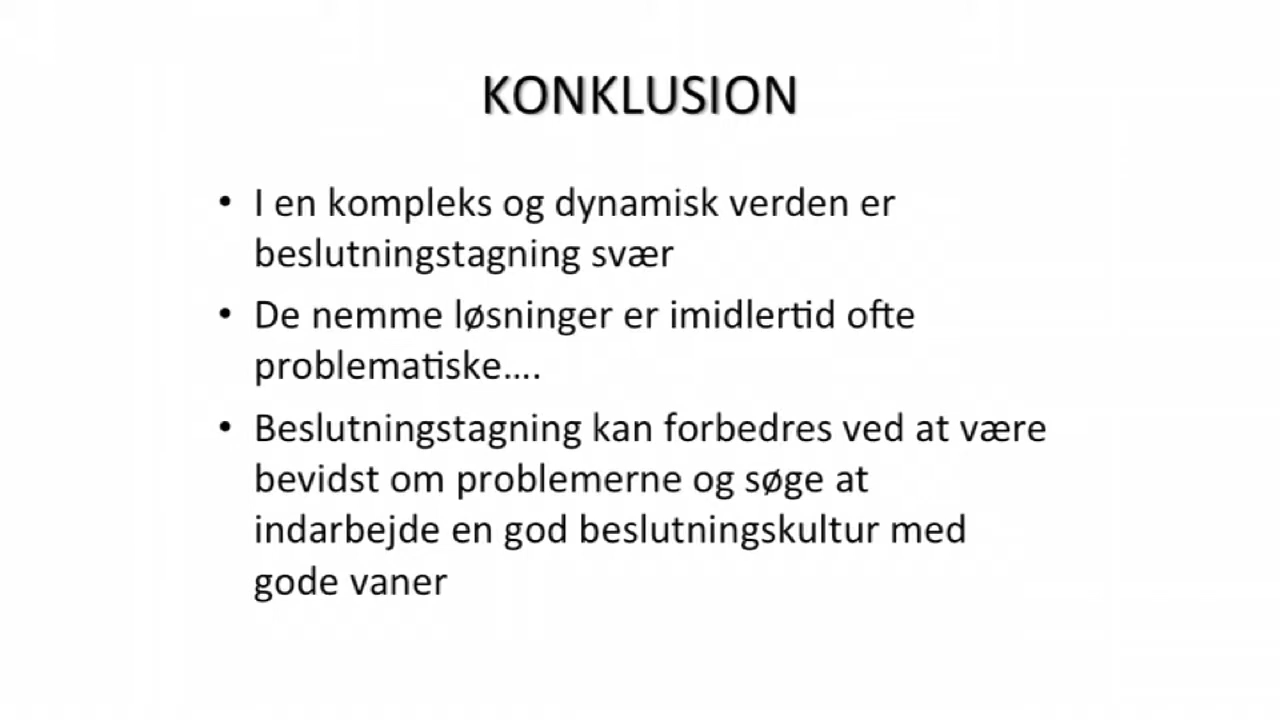 KONKLUSION
• I en kompleks og dynamisk verden er
beslutningstagning svær
• De nemme løsninger er imidlertid ofte
problematiske....
• Beslutningstagning kan forbedres ved at være
bevidst om problemerne og søge at
indarbejde en god beslutningskultur med
gode vaner